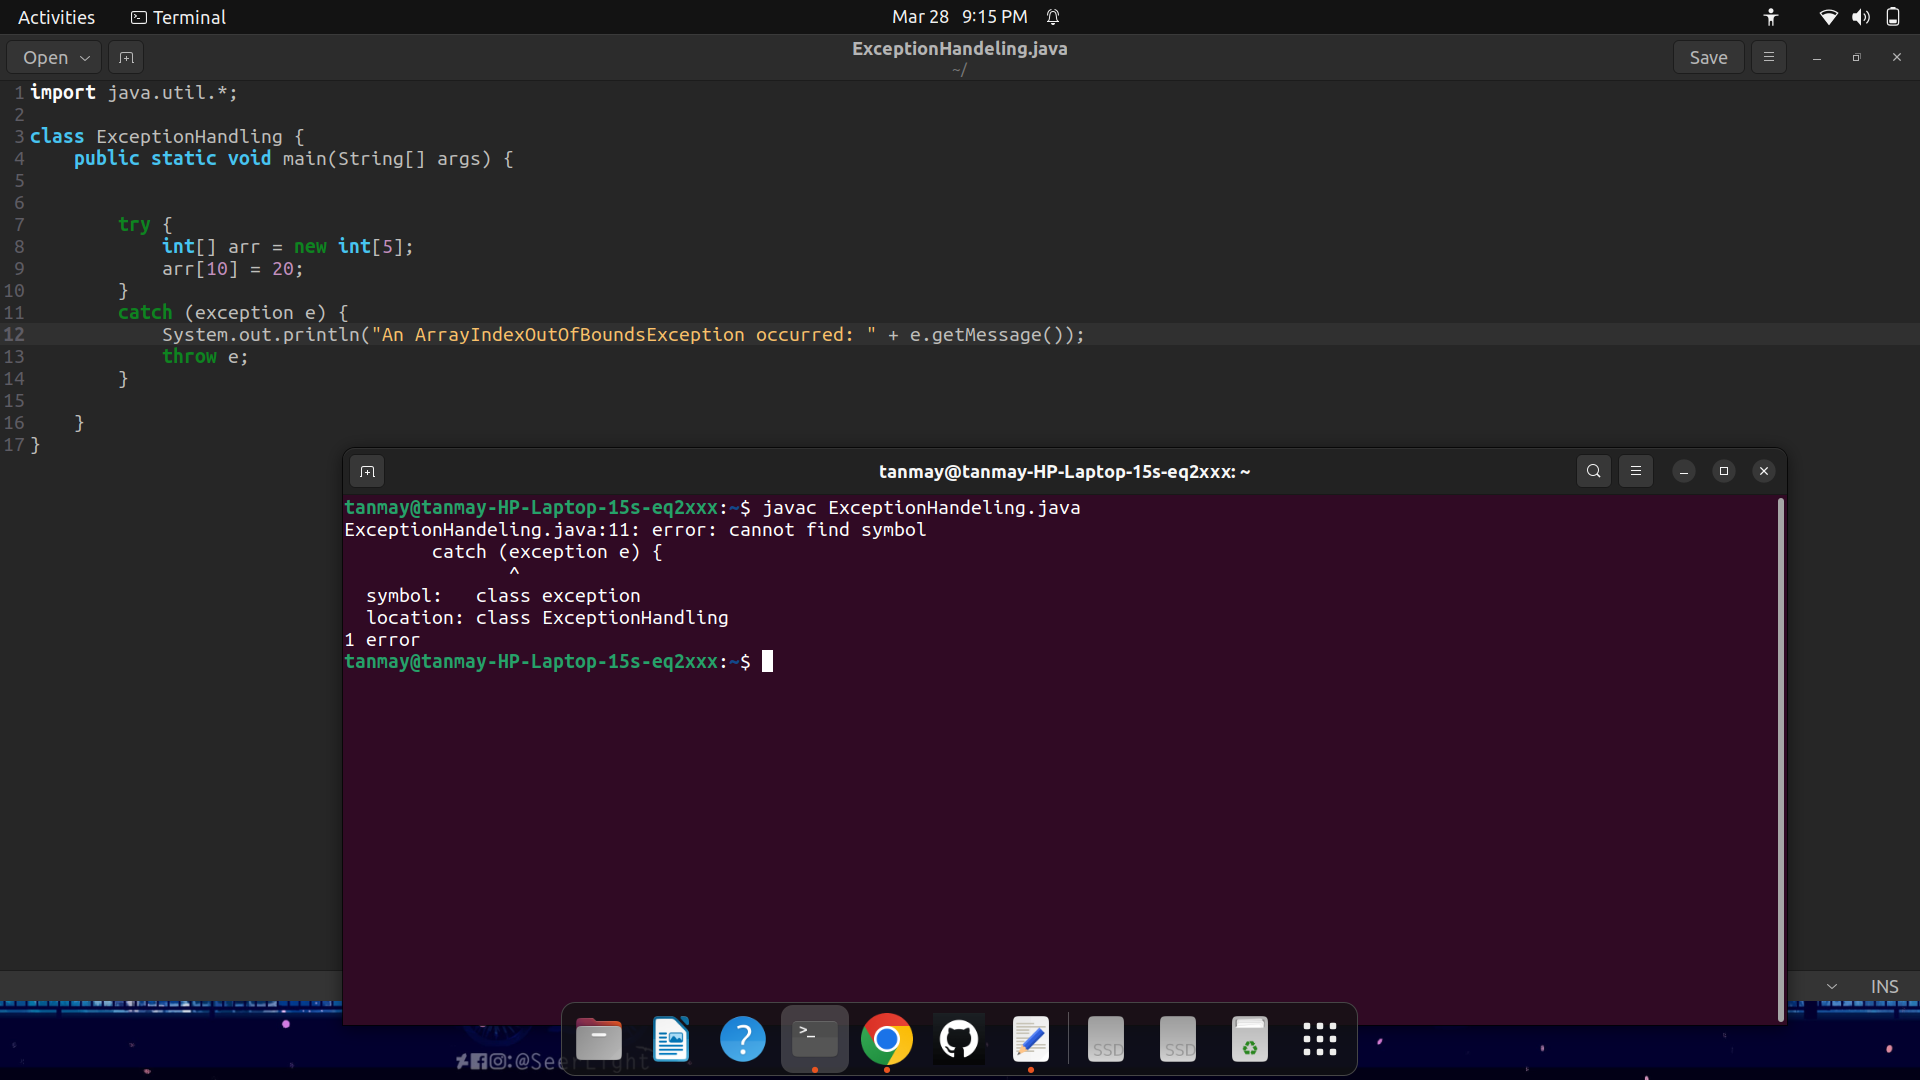 Activities Terminal Mar 28 9:15 PM
Open ExceptionHandeling.java Save
~/
1 import java.util.*;
2
3 class ExceptionHandling {
4     public static void main(String[] args) {
5
6
7         try {
8             int[] arr = new int[5];
9             arr[10] = 20;
10         }
11         catch (exception e) {
12             System.out.println("An ArrayIndexOutOfBoundsException occurred: " + e.getMessage());
13             throw e;
14         }
15
16     }
17 }
tanmay@tanmay-HP-Laptop-15s-eq2xxx: ~
tanmay@tanmay-HP-Laptop-15s-eq2xxx:~$ javac ExceptionHandeling.java
ExceptionHandeling.java:11: error: cannot find symbol
        catch (exception e) {
               ^
  symbol:   class exception
  location: class ExceptionHandling
1 error
tanmay@tanmay-HP-Laptop-15s-eq2xxx:~$
INS
SSD SSD
:@SeerLight